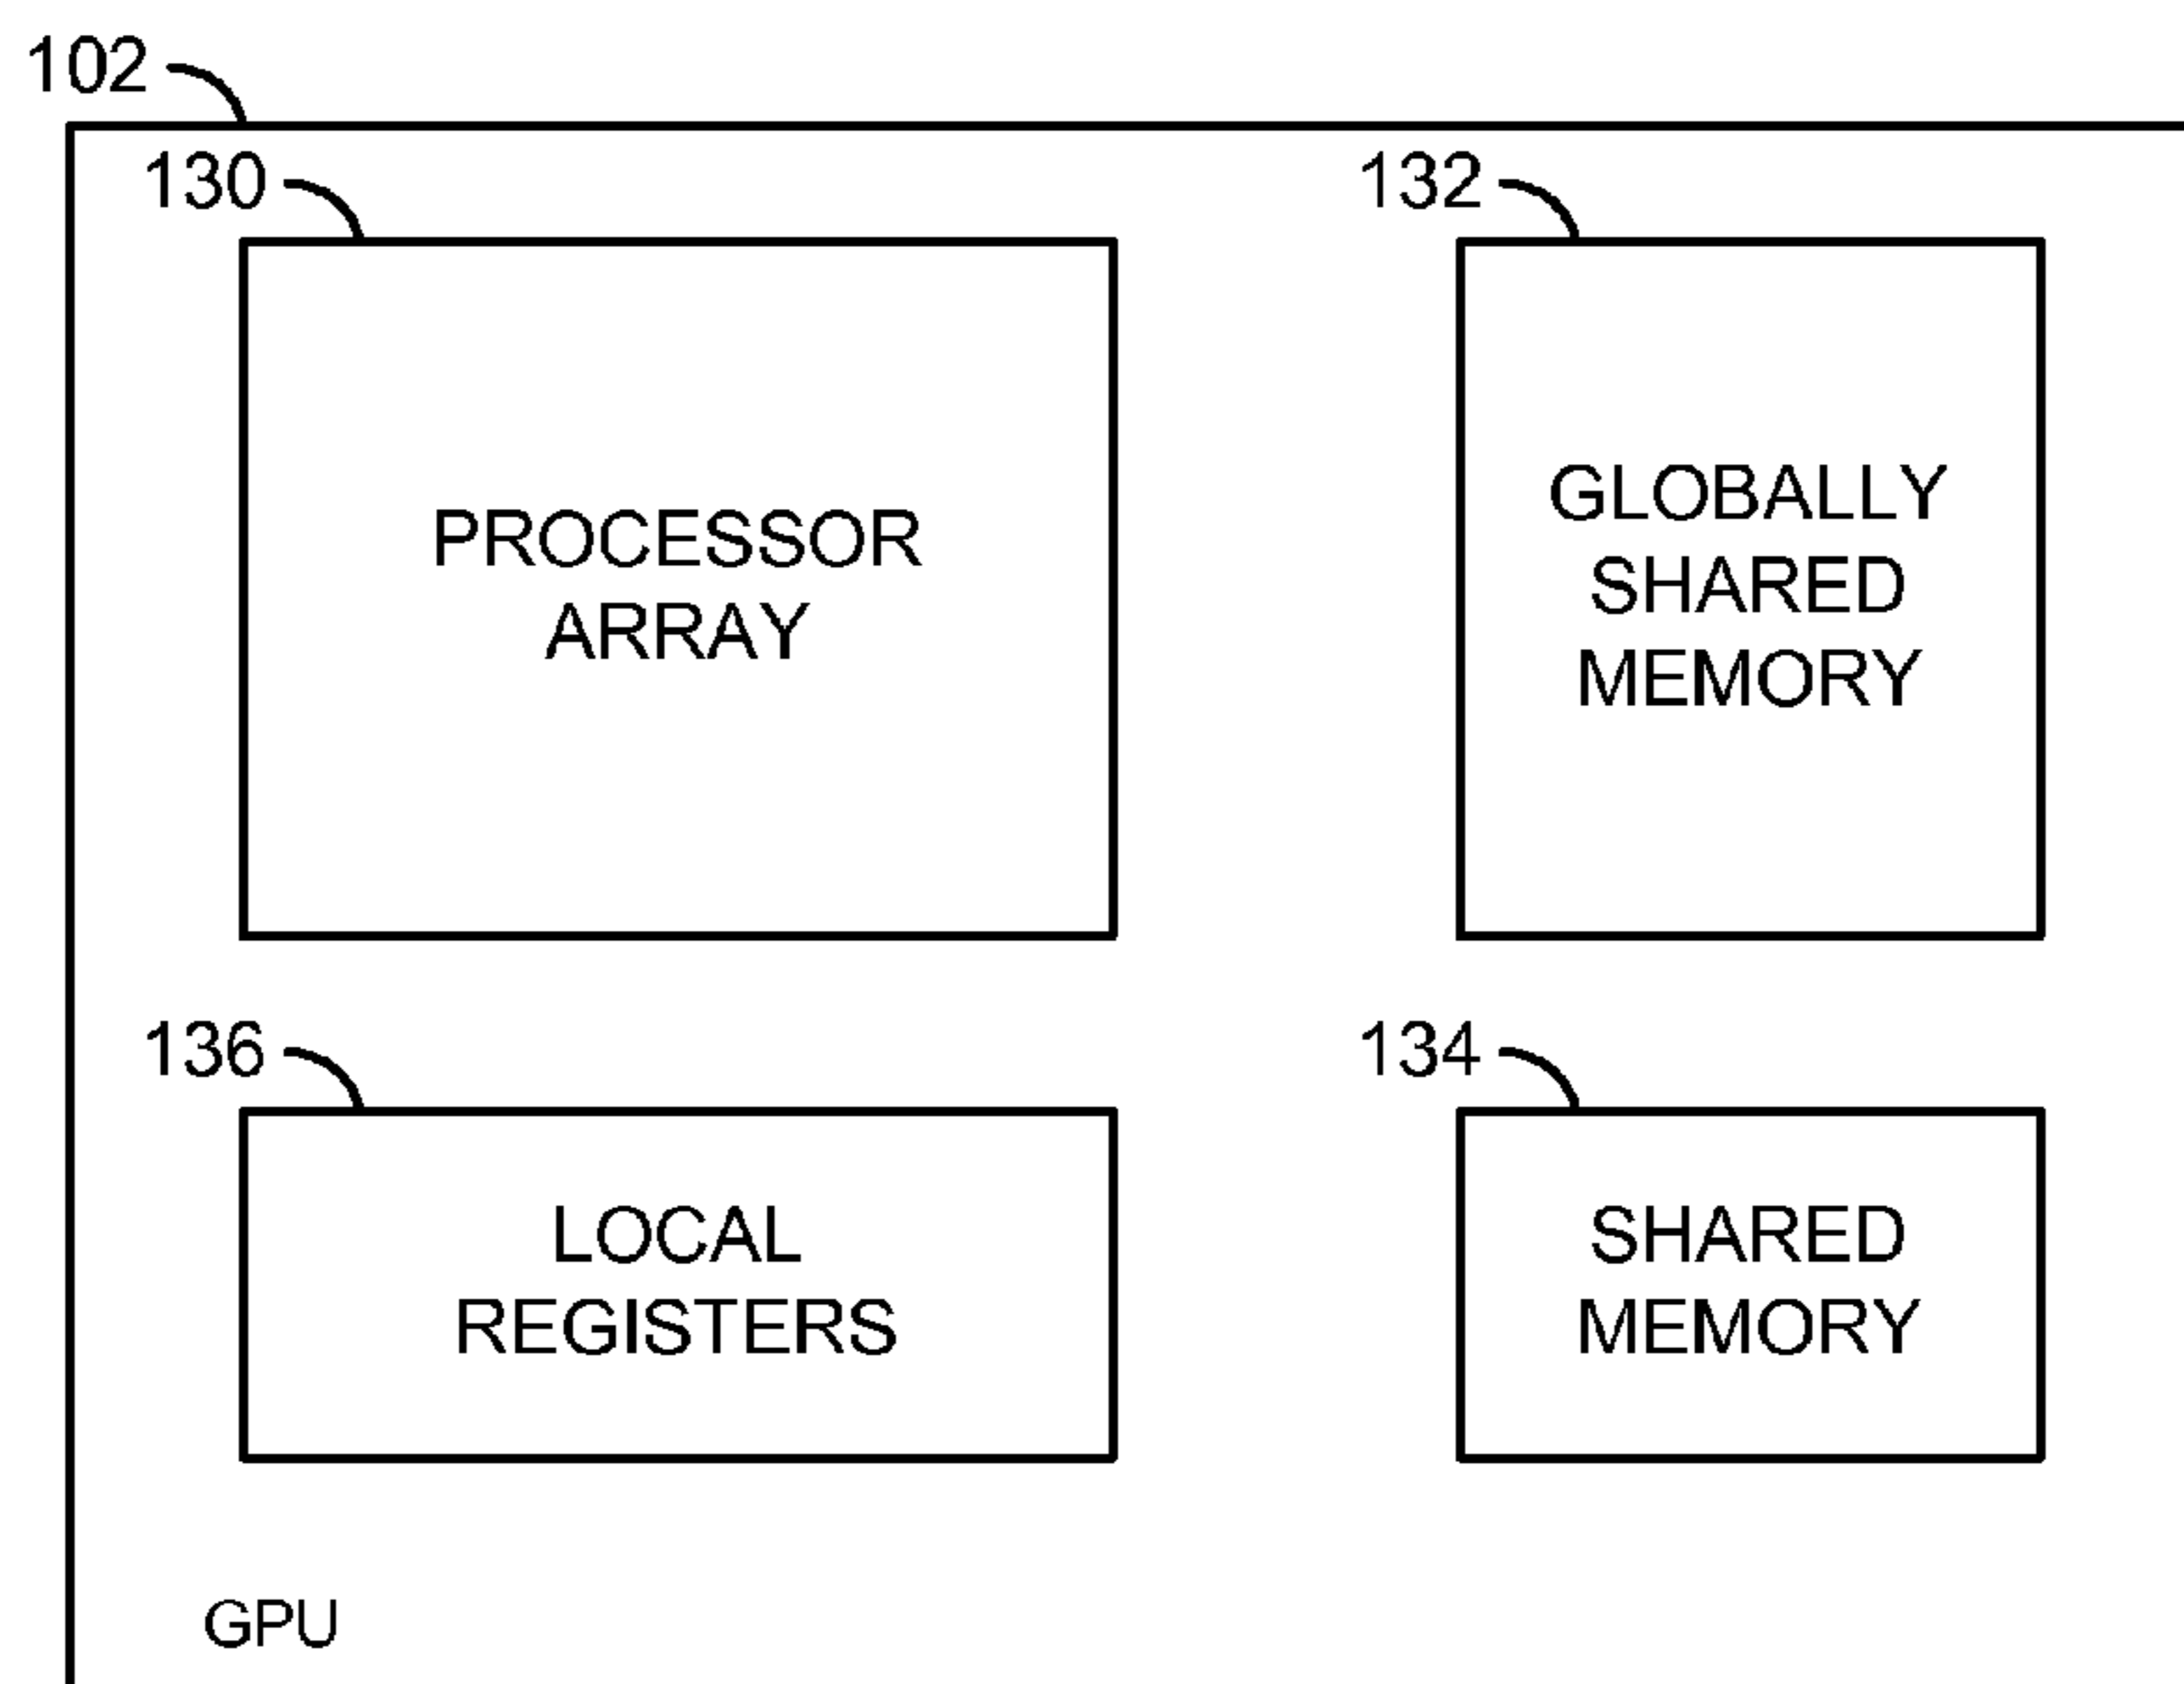 102
130
132
PROCESSOR
ARRAY
GLOBALLY
SHARED
MEMORY
136
134
LOCAL
REGISTERS
SHARED
MEMORY
GPU